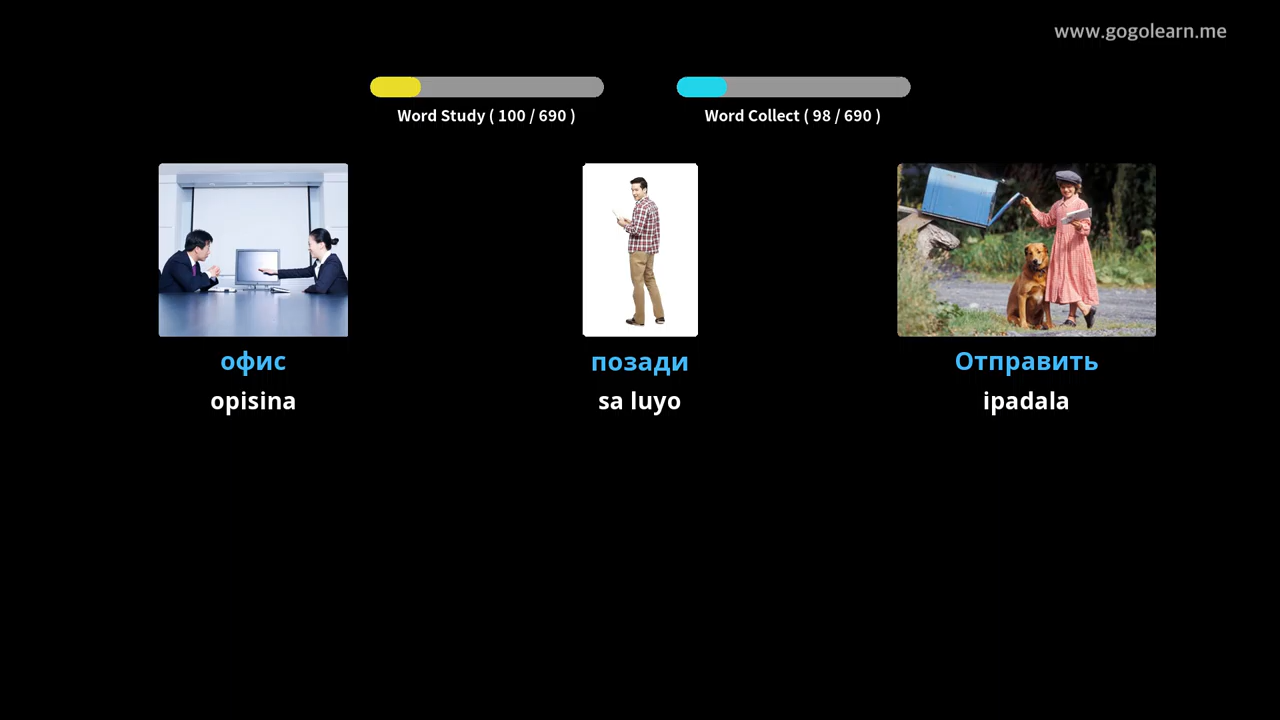 www.gogolearn.me
Word Study ( 100 / 690 )
Word Collect ( 98 / 690 )
офис
позади
Отправить
opisina
sa luyo
ipadala